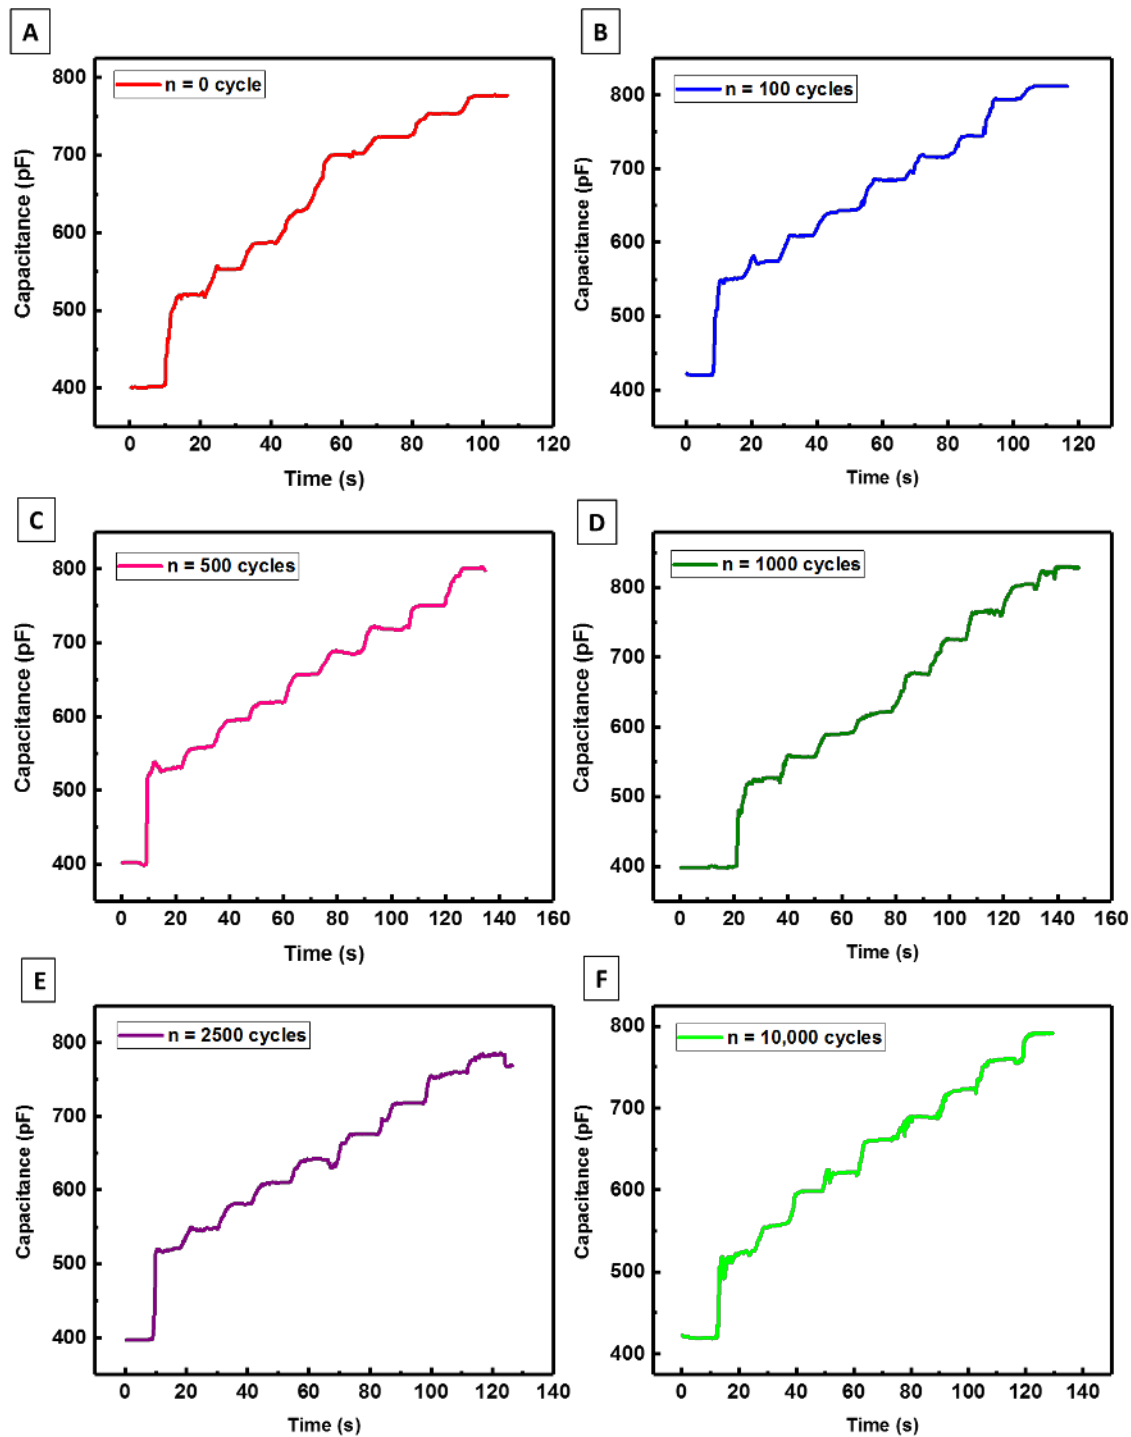 A
B
n = 0 cycle
n = 100 cycles
800
700
600
500
400
Capacitance (pF)
0 20 40 60 80 100 120
Time (s)
800
700
600
500
400
Capacitance (pF)
0 20 40 60 80 100 120
Time (s)
C
D
n = 500 cycles
n = 1000 cycles
800
700
600
500
400
Capacitance (pF)
0 20 40 60 80 100 120 140 160
Time (s)
800
700
600
500
400
Capacitance (pF)
0 20 40 60 80 100 120 140 160
Time (s)
E
F
n = 2500 cycles
n = 10,000 cycles
800
700
600
500
400
Capacitance (pF)
0 20 40 60 80 100 120 140
Time (s)
800
700
600
500
400
Capacitance (pF)
0 20 40 60 80 100 120 140
Time (s)